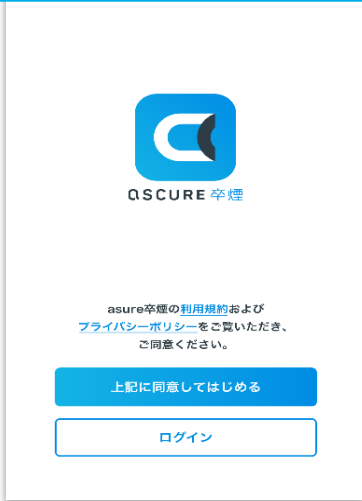 ascure 卒煙
asure卒煙の利用規約および
プライバシーポリシーをご覧いただき、
ご同意ください。
上記に同意してはじめる
ログイン